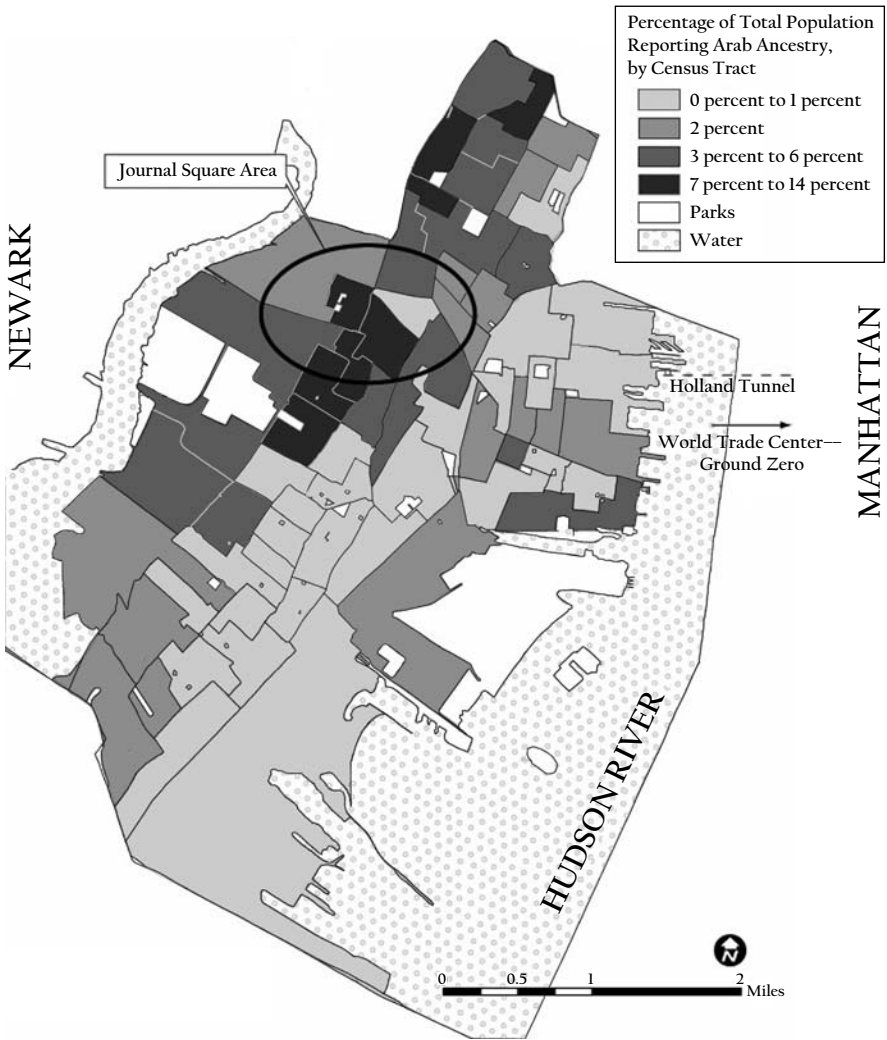 Percentage of Total Population
Reporting Arab Ancestry,
by Census Tract
0 percent to 1 percent
2 percent
3 percent to 6 percent
7 percent to 14 percent
Parks
Water
Journal Square Area
NEWARK
MANHATTAN
Holland Tunnel
World Trade Center—
Ground Zero
HUDSON RIVER
N
0 0.5 1 2
Miles